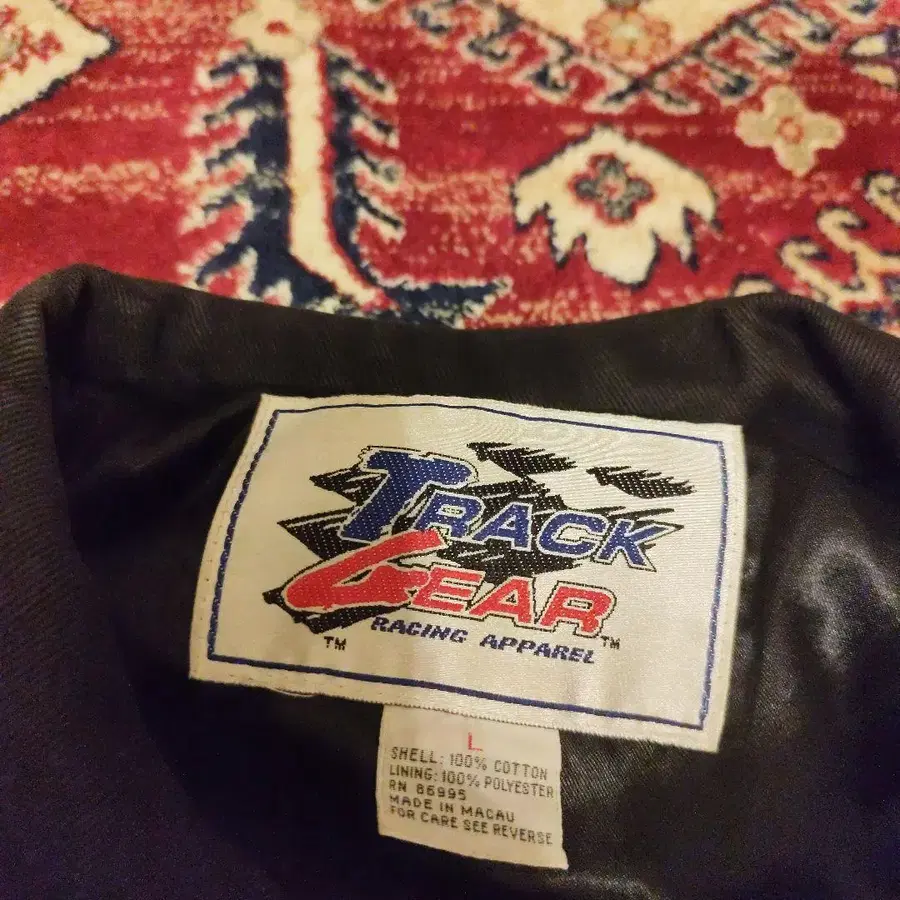 TRACK
GEAR
TM
TM
RACING APPAREL
L
SHELL: 100% COTTON
LINING: 100% POLYESTER
RN 86995
MADE IN MACAU
FOR CARE SEE REVERSE